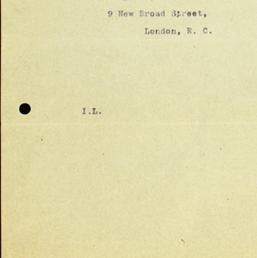 9 New Broad Street,
London, E. C.
I.L.